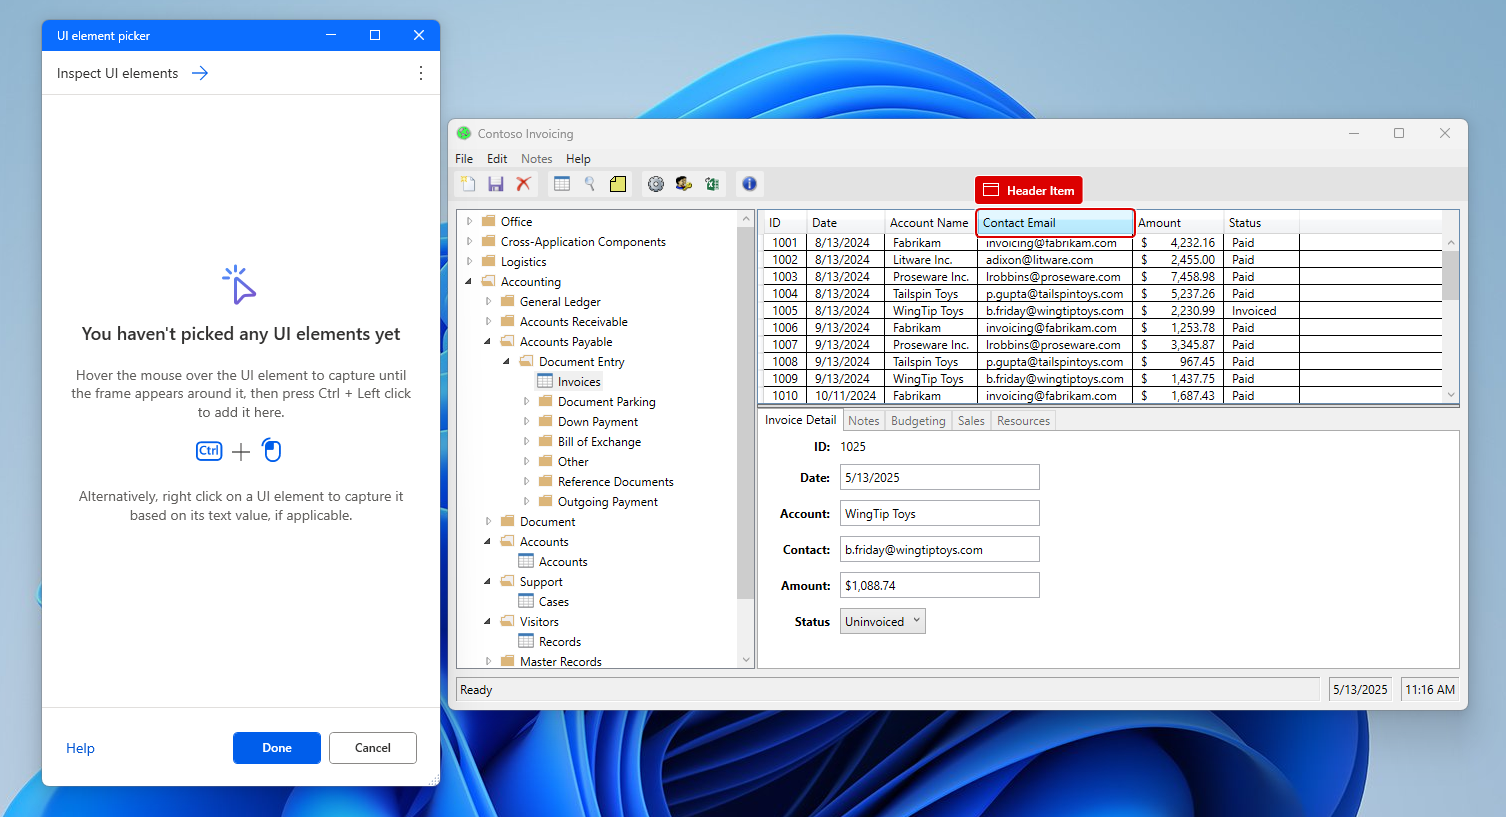 UI element picker
Inspect UI elements
You haven't picked any UI elements yet
Hover the mouse over the UI element to capture until
the frame appears around it, then press Ctrl + Left click
to add it here.
Ctrl +
Alternatively, right click on a UI element to capture it
based on its text value, if applicable.
Help
Done
Cancel
Contoso Invoicing
File Edit Notes Help
Header Item
Office
Cross-Application Components
Logistics
Accounting
General Ledger
Accounts Receivable
Accounts Payable
Document Entry
Invoices
Document Parking
Down Payment
Bill of Exchange
Other
Reference Documents
Outgoing Payment
Document
Accounts
Accounts
Support
Cases
Visitors
Records
Master Records
ID Date Account Name Contact Email Amount Status
1001 8/13/2024 Fabrikam invoicing@fabrikam.com $ 4,232.16 Paid
1002 8/13/2024 Litware Inc. adixon@litware.com $ 2,455.00 Paid
1003 8/13/2024 Proseware Inc. lrobbins@proseware.com $ 7,458.98 Paid
1004 8/13/2024 Tailspin Toys p.gupta@tailspintoys.com $ 5,237.26 Paid
1005 8/13/2024 WingTip Toys b.friday@wingtiptoys.com $ 2,230.99 Invoiced
1006 9/13/2024 Fabrikam invoicing@fabrikam.com $ 1,253.78 Paid
1007 9/13/2024 Proseware Inc. lrobbins@proseware.com $ 3,345.87 Paid
1008 9/13/2024 Tailspin Toys p.gupta@tailspintoys.com $ 967.45 Paid
1009 9/13/2024 WingTip Toys b.friday@wingtiptoys.com $ 1,437.75 Paid
1010 10/11/2024 Fabrikam invoicing@fabrikam.com $ 1,687.43 Paid
Invoice Detail Notes Budgeting Sales Resources
ID: 1025
Date: 5/13/2025
Account: WingTip Toys
Contact: b.friday@wingtiptoys.com
Amount: $1,088.74
Status Uninvoiced
Ready
5/13/2025
11:16 AM